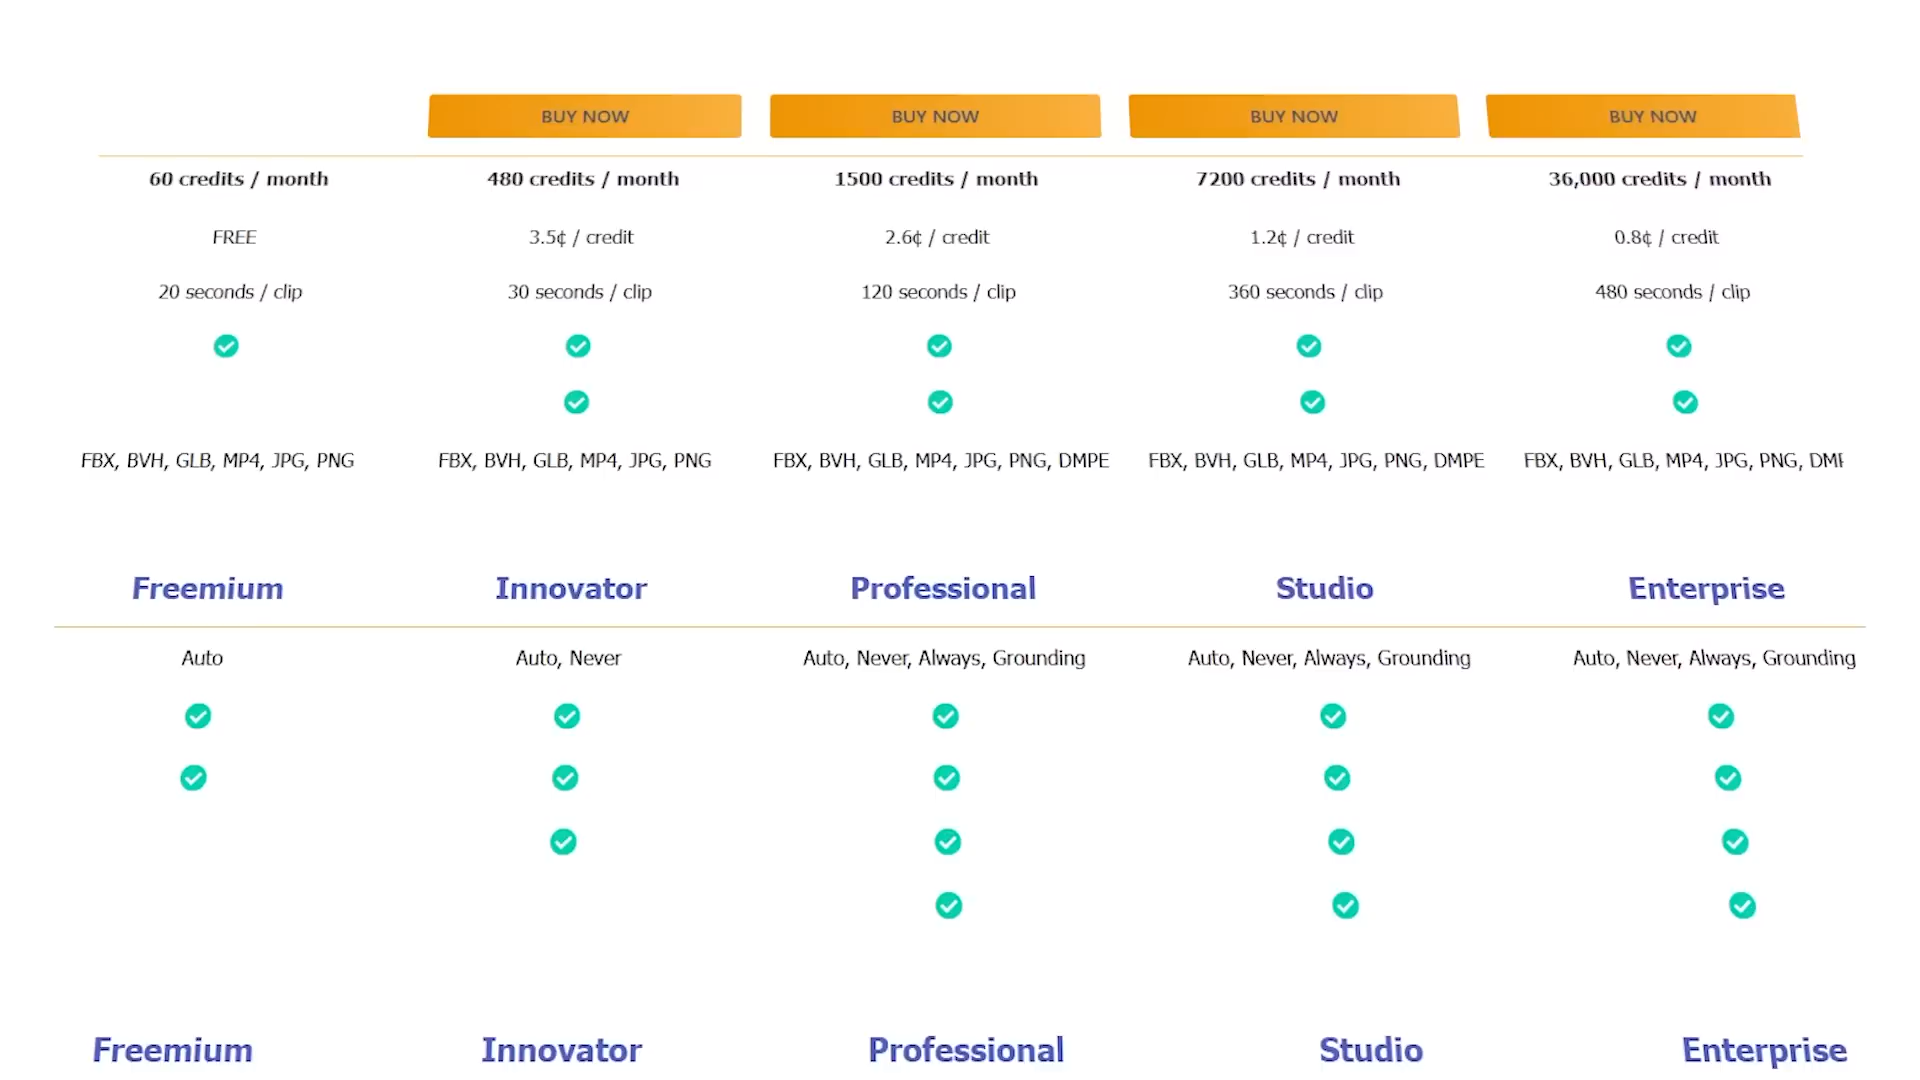 BUY NOW BUY NOW BUY NOW BUY NOW
60 credits / month 480 credits / month 1500 credits / month 7200 credits / month 36,000 credits / month
FREE 3.5¢ / credit 2.6¢ / credit 1.2¢ / credit 0.8¢ / credit
20 seconds / clip 30 seconds / clip 120 seconds / clip 360 seconds / clip 480 seconds / clip
FBX, BVH, GLB, MP4, JPG, PNG FBX, BVH, GLB, MP4, JPG, PNG FBX, BVH, GLB, MP4, JPG, PNG, DMPE FBX, BVH, GLB, MP4, JPG, PNG, DMPE FBX, BVH, GLB, MP4, JPG, PNG,
Freemium Innovator Professional Studio Enterprise
Auto Auto, Never Auto, Never, Always, Grounding Auto, Never, Always, Grounding Auto, Never, Always, Grounding
Freemium Innovator Professional Studio Enterprise